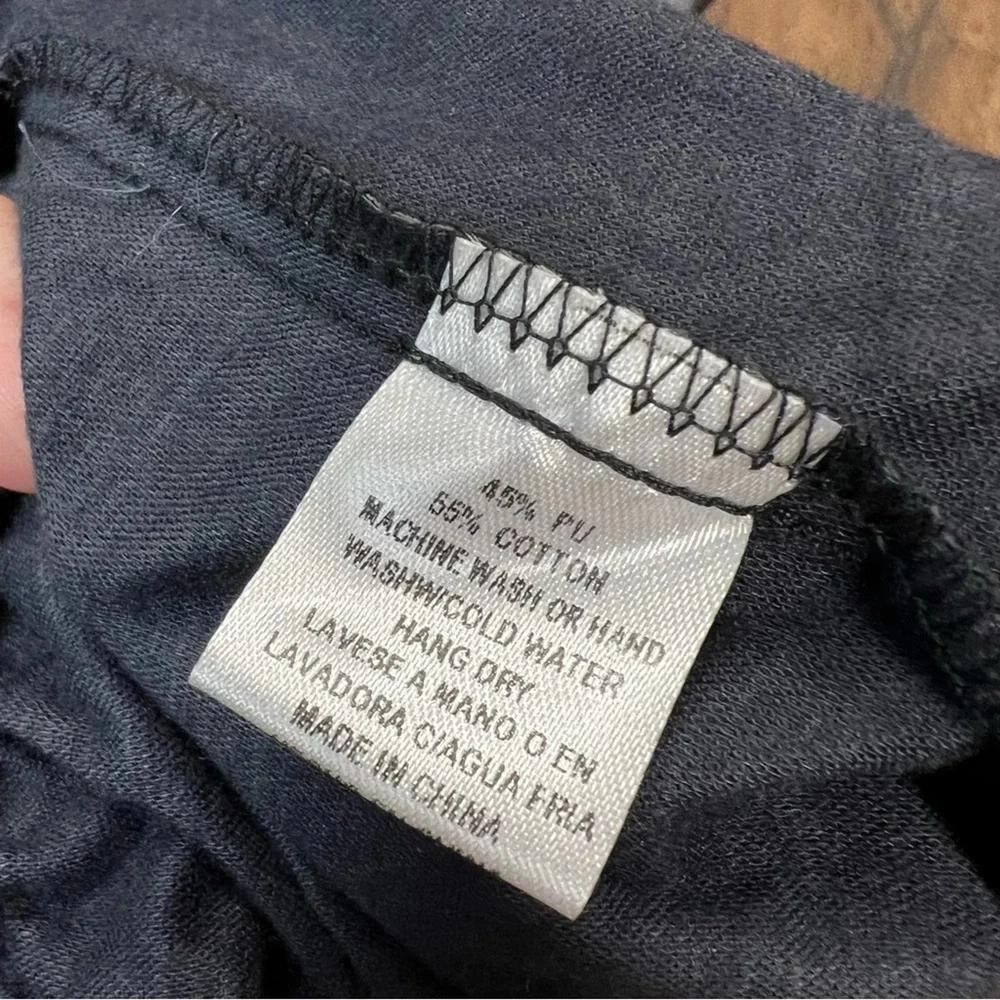 45% PU
55% COTTON
MACHINE WASH OR HAND
WASHW/COLD WATER
HANG DRY
LAVESE A MANO O EN
LAVADORA C/AGUA FRIA
MADE IN CHINA